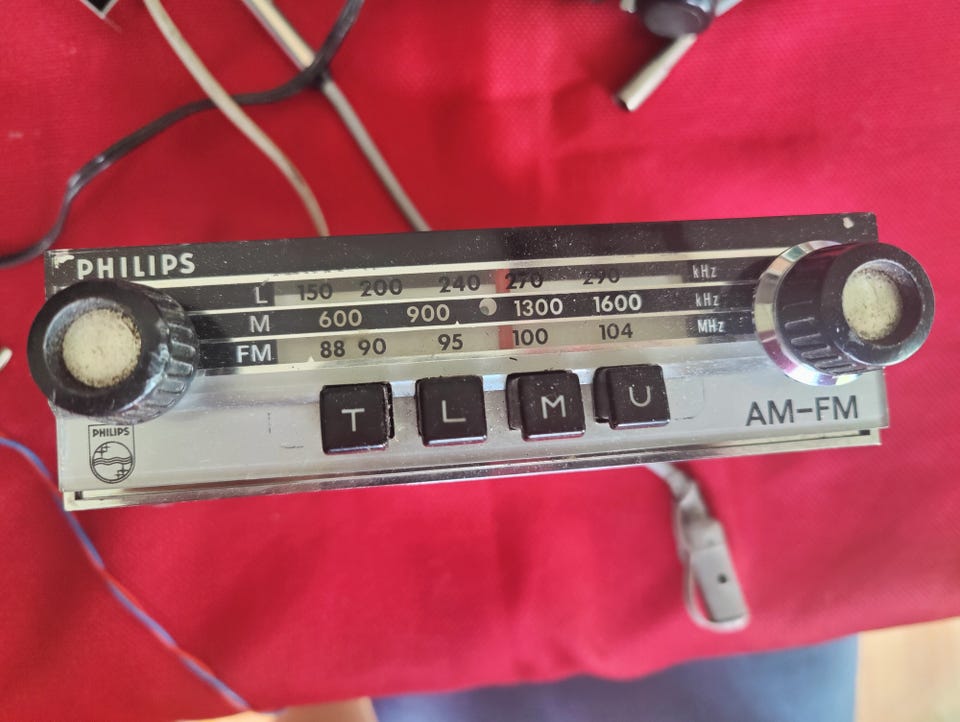 PHILIPS
L 150 200 240 270 290 kHz
M 600 900 1300 1600 kHz
FM 88 90 95 100 104 MHz
T L M U
AM-FM
PHILIPS